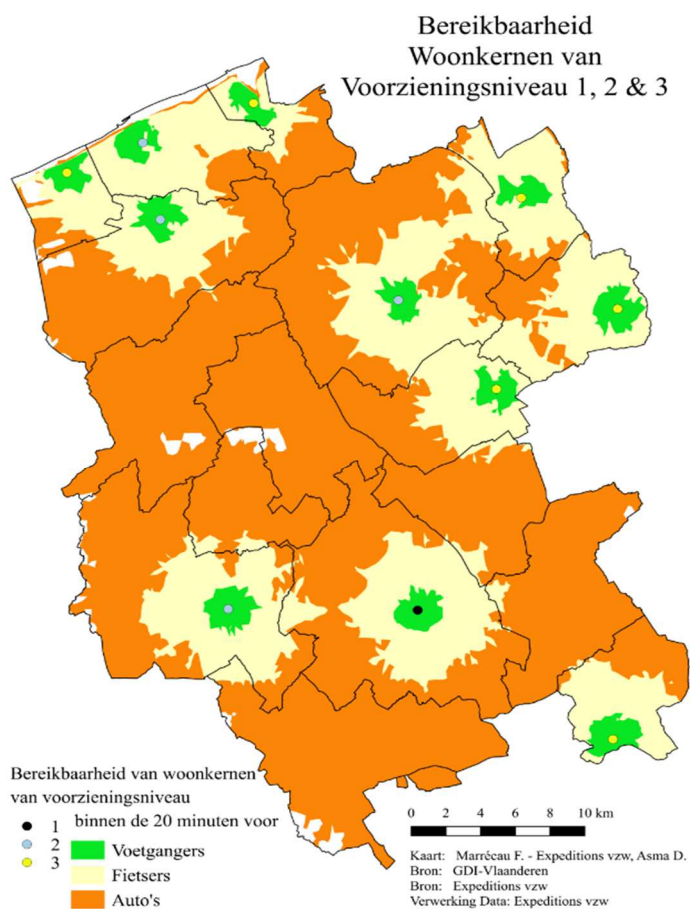 Bereikbaarheid
Woonkernen van
Voorzieningsniveau 1, 2 & 3
Bereikbaarheid van woonkernen
van voorzieningsniveau
binnen de 20 minuten voor
1
2
3
Voetgangers
Fietsers
Auto's
0 2 4 6 8 10 km
Kaart: Marrécau F. - Expeditions vzw, Asma D.
Bron: GDI-Vlaanderen
Bron: Expeditions vzw
Verwerking Data: Expeditions vzw